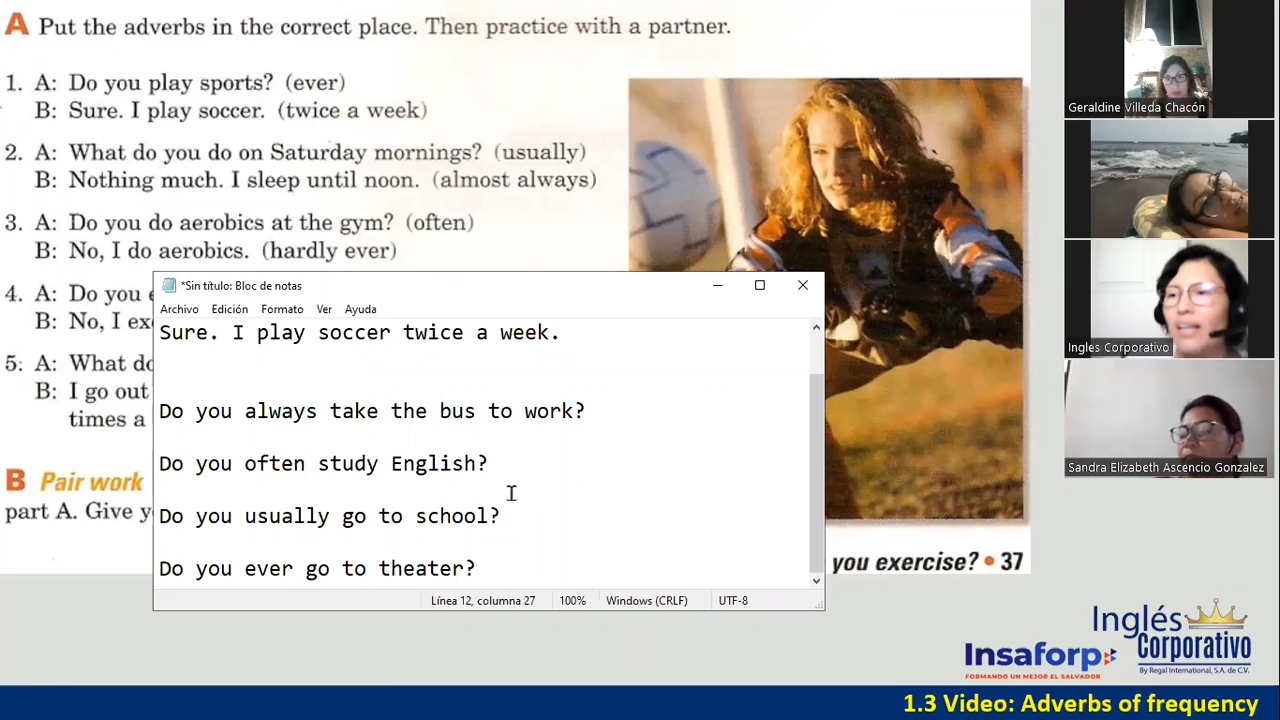 A Put the adverbs in the correct place. Then practice with a partner.
1. A: Do you play sports? (ever)
B: Sure. I play soccer. (twice a week)
2. A: What do you do on Saturday mornings? (usually)
B: Nothing much. I sleep until noon. (almost always)
3. A: Do you do aerobics at the gym? (often)
B: No, I do aerobics. (hardly ever)
4. A: Do you
B: No, I
5: A: What do
B: I go out
times a
B Pair work
part A. Give
you exercise? • 37
*Sin título: Bloc de notas
Archivo Edición Formato Ver Ayuda
Sure. I play soccer twice a week.
Do you always take the bus to work?
Do you often study English?
Do you usually go to school?
Do you ever go to theater?
Línea 12, columna 27 100% Windows (CRLF) UTF-8
Geraldine Villeda Chacón
Ingles Corporativo
Sandra Elizabeth Ascencio Gonzalez
Insaforp
FORMANDO UN MEJOR EL SALVADOR
Inglés
Corporativo
By Regal International, S.A. de C.V.
1.3 Video: Adverbs of frequency